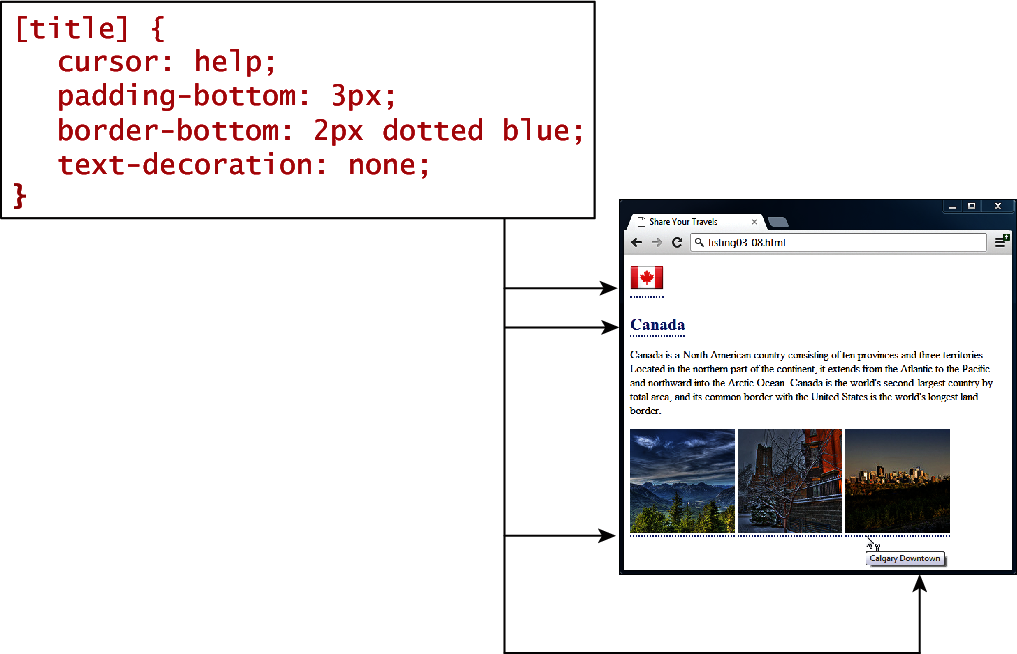 [title] {
cursor: help;
padding-bottom: 3px;
border-bottom: 2px dotted blue;
text-decoration: none;
}
Share Your Travels
listing03-08.html
Canada
Canada is a North American country consisting of ten provinces and three territories.
Located in the northern part of the continent, it extends from the Atlantic to the Pacific
and northward into the Arctic Ocean. Canada is the world's second-largest country by
total area, and its common border with the United States is the world's longest land
border.
Calgary Downtown